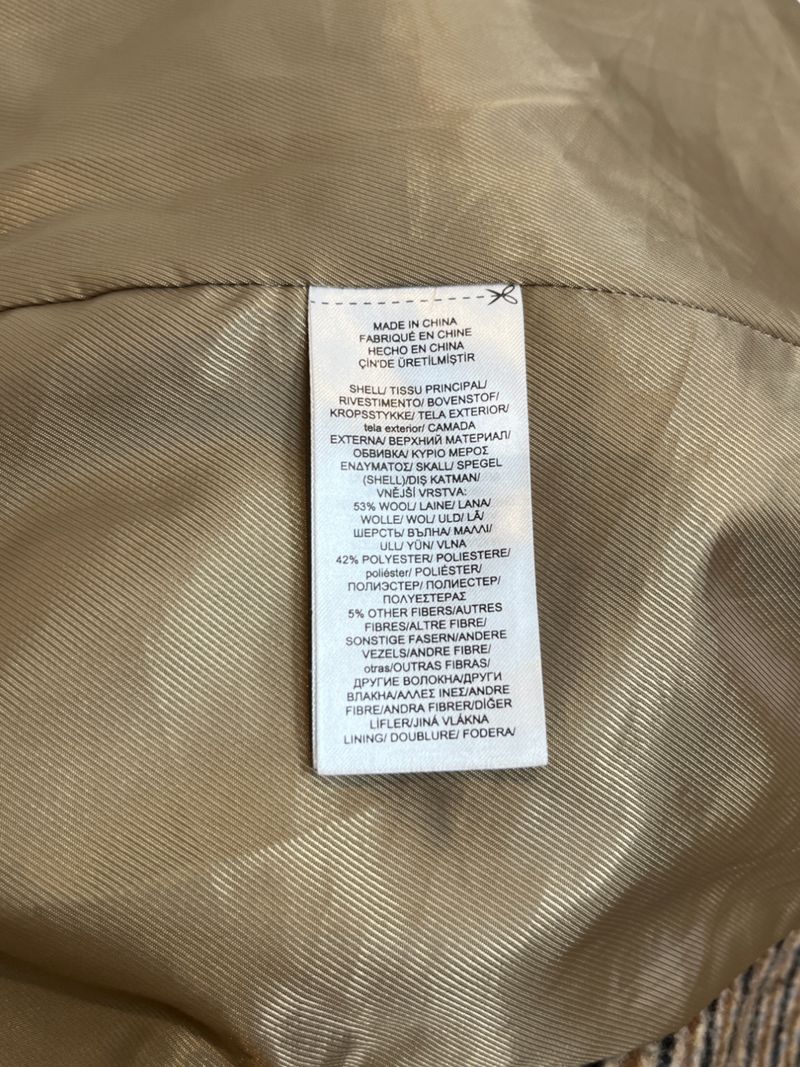 MADE IN CHINA
FABRIQUÉ EN CHINE
HECHO EN CHINA
ÇİN'DE ÜRETİLMİŞTİR
SHELL/ TISSU PRINCIPAL/
RIVESTIMENTO/ BOVENSTOF/
KROPSSTYKKE/ TELA EXTERIOR/
tela exterior/ CAMADA
EXTERNA/ ВЕРХНИЙ МАТЕРИАЛ/
ОБВИВКА/ ΚΥΡΙΟ ΜΕΡΟΣ
ΕΝΔΥΜΑΤΟΣ/ SKALL/ SPEGEL
(SHELL)/DIŞ KATMAN/
VNĚJŠÍ VRSTVA:
53% WOOL/ LAINE/ LANA/
WOLLE/ WOL/ ULD/ LÃ/
ШЕРСТЬ/ ВЪЛНА/ ΜΑΛΛΙ/
ULL/ YÜN/ VLNA
42% POLYESTER/ POLIESTERE/
poliéster/ POLIÉSTER/
ПОЛИЭСТЕР/ ПОЛИЕСТЕР/
ΠΟΛΥΕΣΤΕΡΑΣ
5% OTHER FIBERS/AUTRES
FIBRES/ALTRE FIBRE/
SONSTIGE FASERN/ANDERE
VEZELS/ANDRE FIBRE/
otras/OUTRAS FIBRAS/
ДРУГИЕ ВОЛОКНА/ДРУГИ
ВЛАКНА/ΑΛΛΕΣ ΙΝΕΣ/ANDRE
FIBRE/ANDRA FIBRER/DİĞER
LİFLER/JINÁ VLÁKNA
LINING/ DOUBLURE/ FODERA/